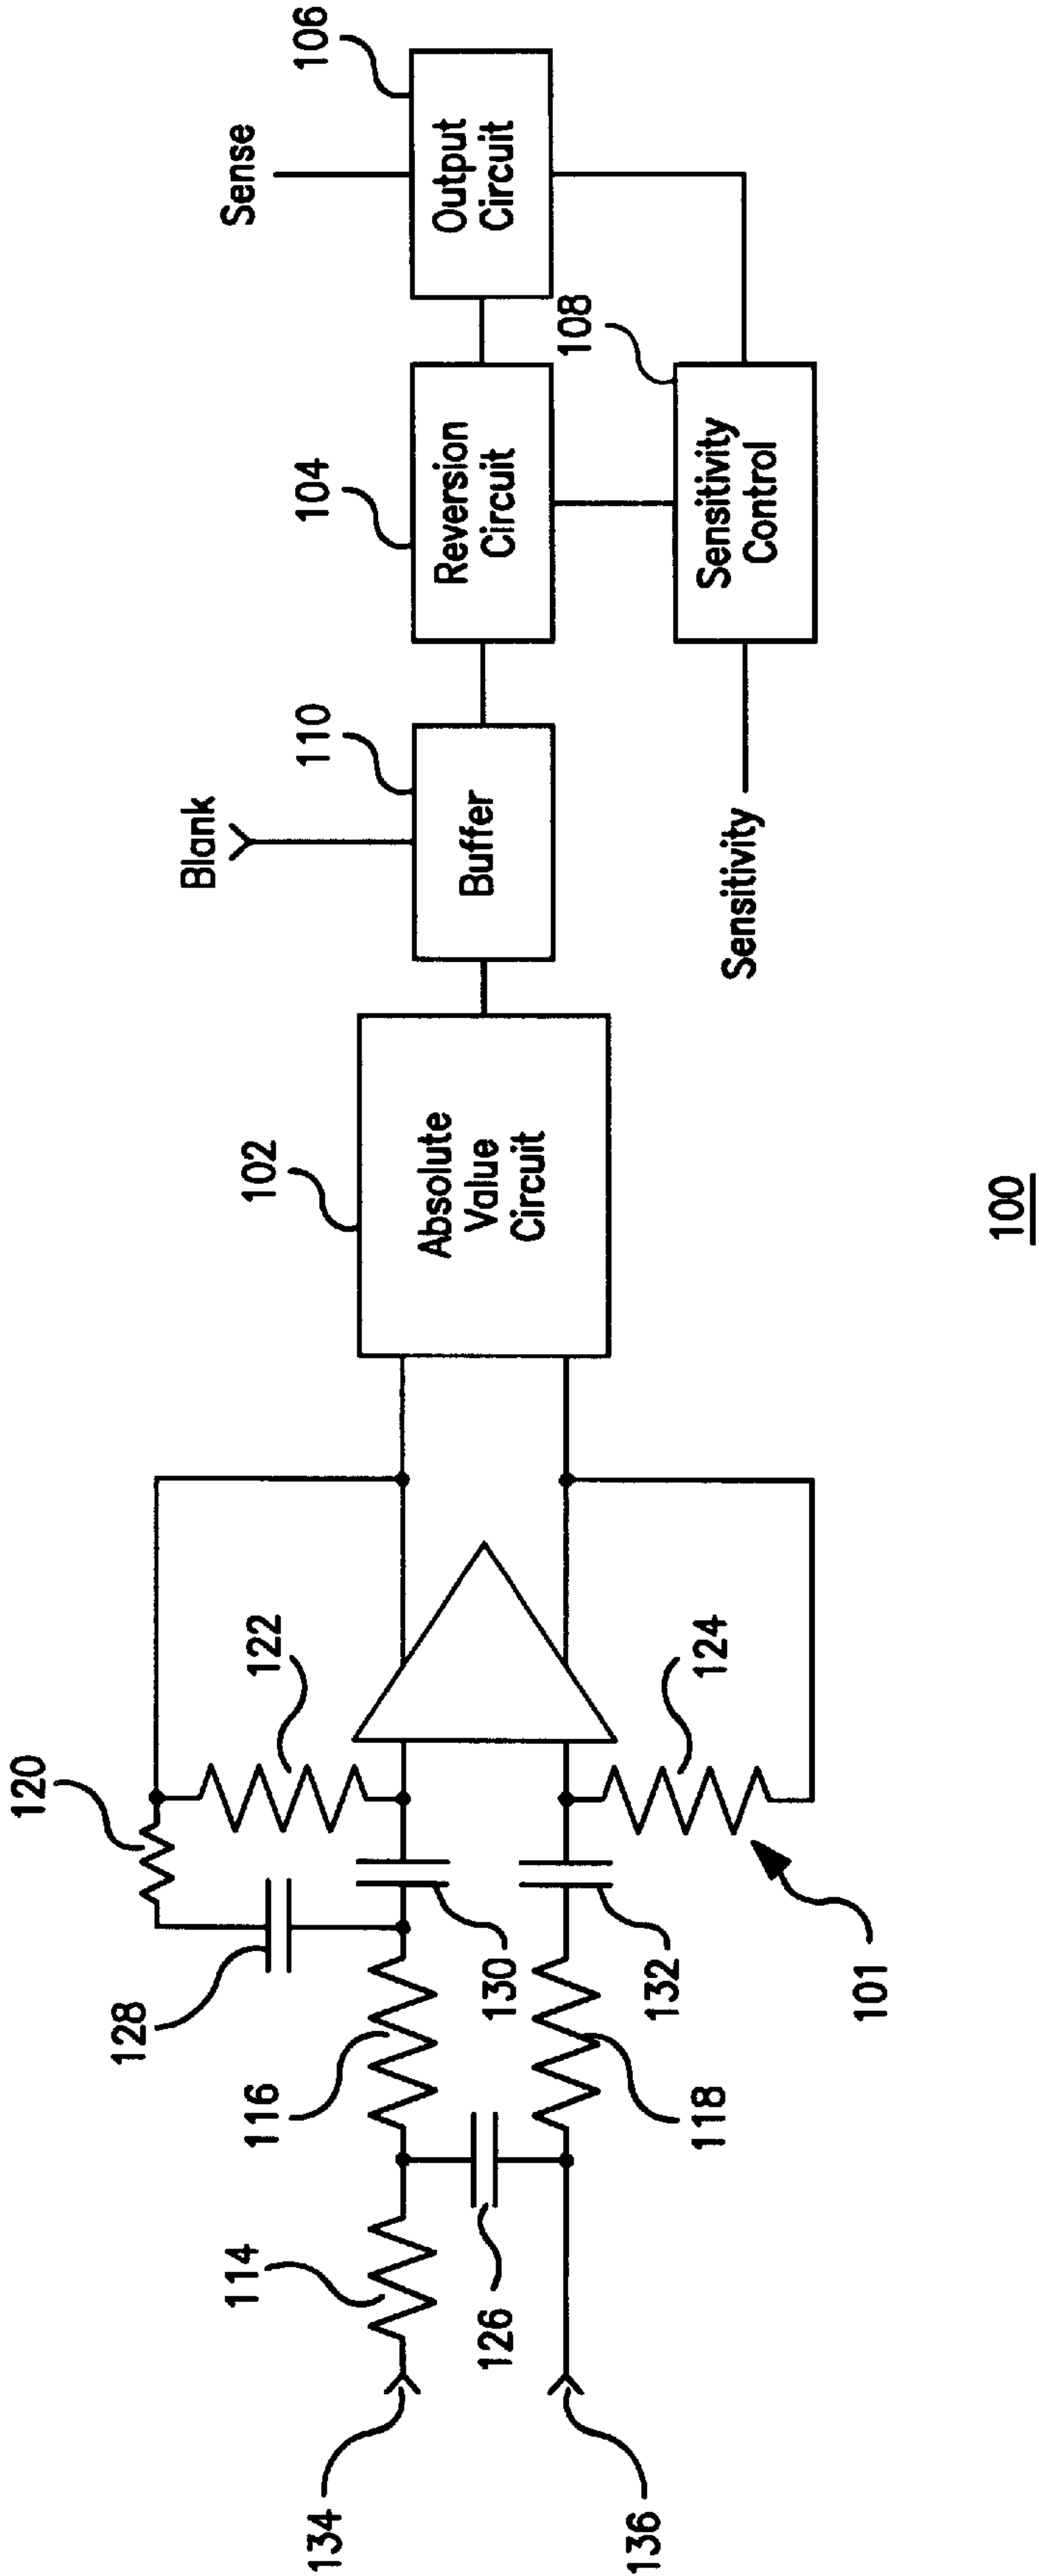 106
Sense
Output
Circuit
108
104
Reversion
Circuit
Sensitivity
Control
110
Blank
Buffer
Sensitivity
102
Absolute
Value
Circuit
100
120
122
124
128
130
132
101
116
118
114
126
134
136